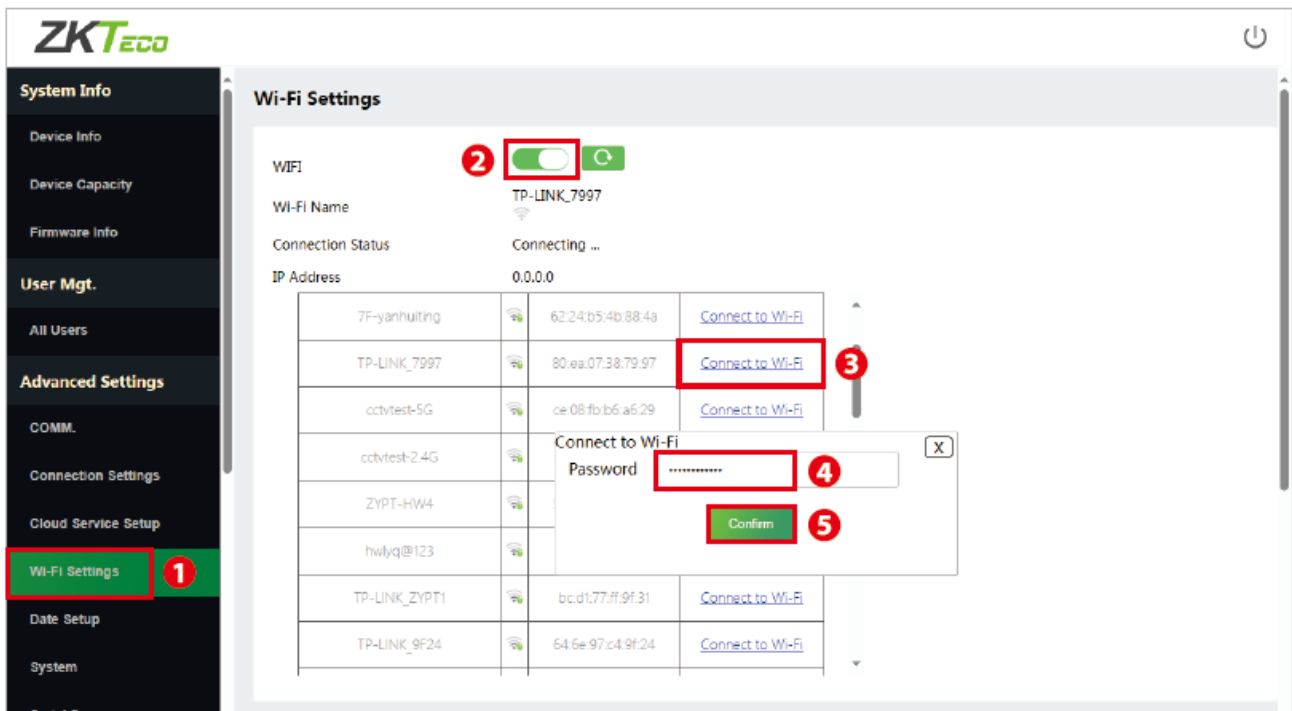 ZKTeco
System Info
Device Info
Device Capacity
Firmware Info
User Mgt.
All Users
Advanced Settings
COMM.
Connection Settings
Cloud Service Setup
Wi-Fi Settings
1
Date Setup
System
Wi-Fi Settings
WIFI
2
Wi-Fi Name
TP-LINK_7997
Connection Status
Connecting ...
IP Address
0.0.0.0
7F-yanhuiting 62:24:b5:4b:88:4a Connect to Wi-Fi
TP-LINK_7997 80:ea:07:38:79:97 Connect to Wi-Fi 3
cctvtest-5G ce:08:fb:b6:a6:29 Connect to Wi-Fi
cctvtest-2.4G
ZYPT-HW4
hwlyq@123
TP-LINK_ZYPT1 bc:d1:77:ff:9f:31 Connect to Wi-Fi
TP-LINK_9F24 64:6e:97:c4:9f:24 Connect to Wi-Fi
Connect to Wi-Fi
X
Password ············ 4
Confirm 5